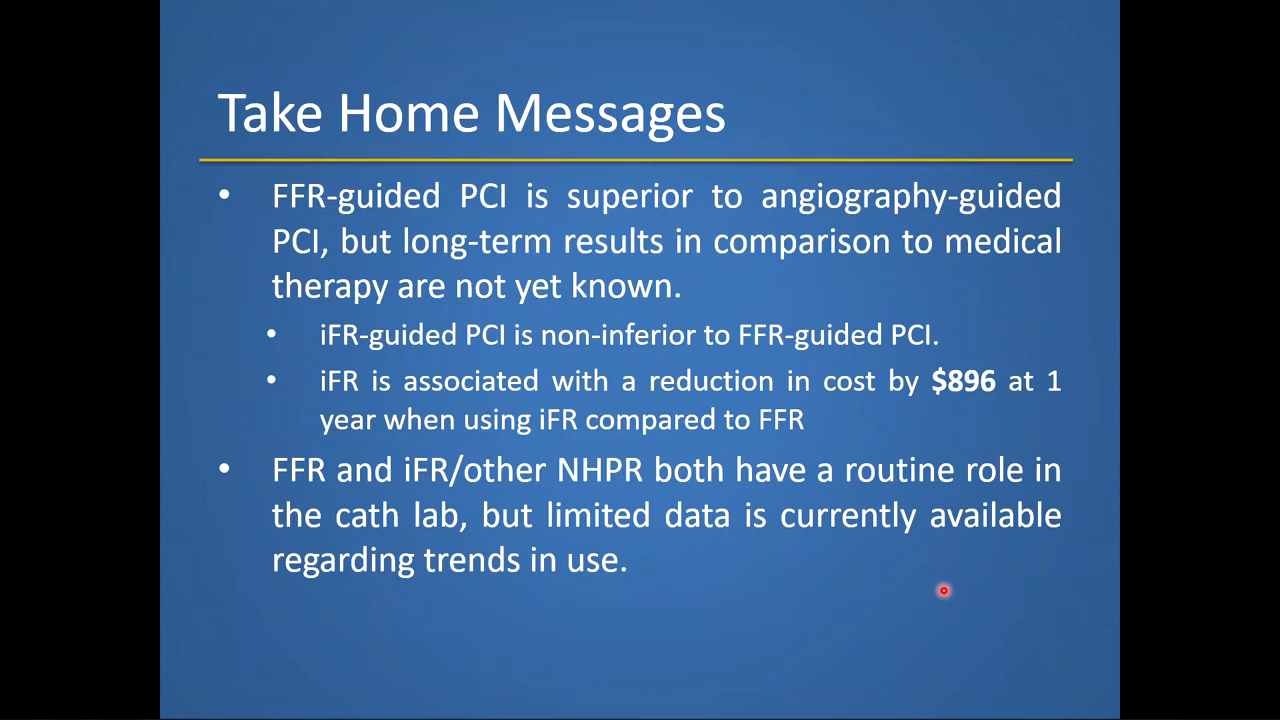 Take Home Messages
• FFR-guided PCI is superior to angiography-guided
PCI, but long-term results in comparison to medical
therapy are not yet known.
• iFR-guided PCI is non-inferior to FFR-guided PCI.
• iFR is associated with a reduction in cost by $896 at 1
year when using iFR compared to FFR
• FFR and iFR/other NHPR both have a routine role in
the cath lab, but limited data is currently available
regarding trends in use.